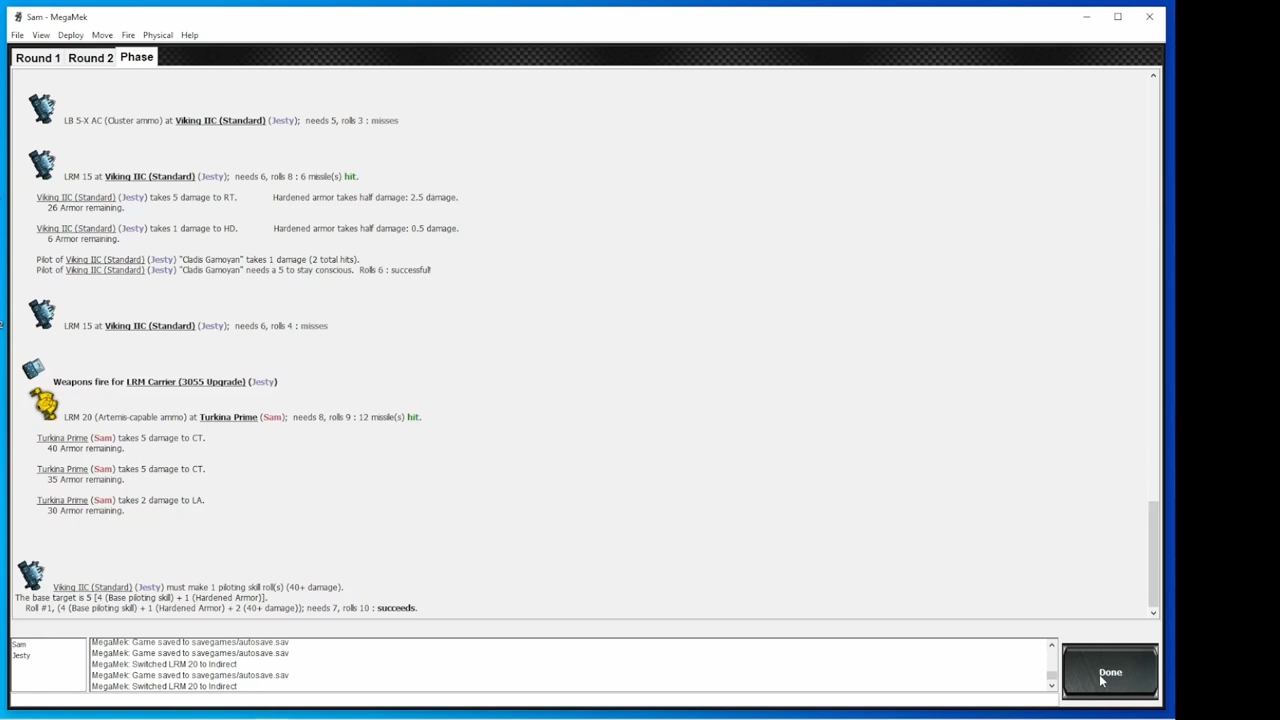 Sam - MegaMek
File View Deploy Move Fire Physical Help
Round 1 Round 2 Phase
LB 5-X AC (Cluster ammo) at Viking IIC (Standard) (Jesty); needs 5, rolls 3 : misses
LRM 15 at Viking IIC (Standard) (Jesty); needs 6, rolls 8 : 6 missile(s) hit.
Viking IIC (Standard) (Jesty) takes 5 damage to RT. Hardened armor takes half damage: 2.5 damage.
26 Armor remaining.
Viking IIC (Standard) (Jesty) takes 1 damage to HD. Hardened armor takes half damage: 0.5 damage.
6 Armor remaining.
Pilot of Viking IIC (Standard) (Jesty) "Cladis Gamoyan" takes 1 damage (2 total hits).
Pilot of Viking IIC (Standard) (Jesty) "Cladis Gamoyan" needs a 5 to stay conscious. Rolls 6 : successful!
LRM 15 at Viking IIC (Standard) (Jesty); needs 6, rolls 4 : misses
Weapons fire for LRM Carrier (3055 Upgrade) (Jesty)
LRM 20 (Artemis-capable ammo) at Turkina Prime (Sam); needs 8, rolls 9 : 12 missile(s) hit.
Turkina Prime (Sam) takes 5 damage to CT.
40 Armor remaining.
Turkina Prime (Sam) takes 5 damage to CT.
35 Armor remaining.
Turkina Prime (Sam) takes 2 damage to LA.
30 Armor remaining.
Viking IIC (Standard) (Jesty) must make 1 piloting skill roll(s) (40+ damage).
The base target is 5 [4 (Base piloting skill) + 1 (Hardened Armor)].
Roll #1, (4 (Base piloting skill) + 1 (Hardened Armor) + 2 (40+ damage)); needs 7, rolls 10 : succeeds.
Sam
Jesty
MegaMek: Game saved to savegames/autosave.sav
MegaMek: Game saved to savegames/autosave.sav
MegaMek: Switched LRM 20 to Indirect
MegaMek: Game saved to savegames/autosave.sav
MegaMek: Switched LRM 20 to Indirect
Done